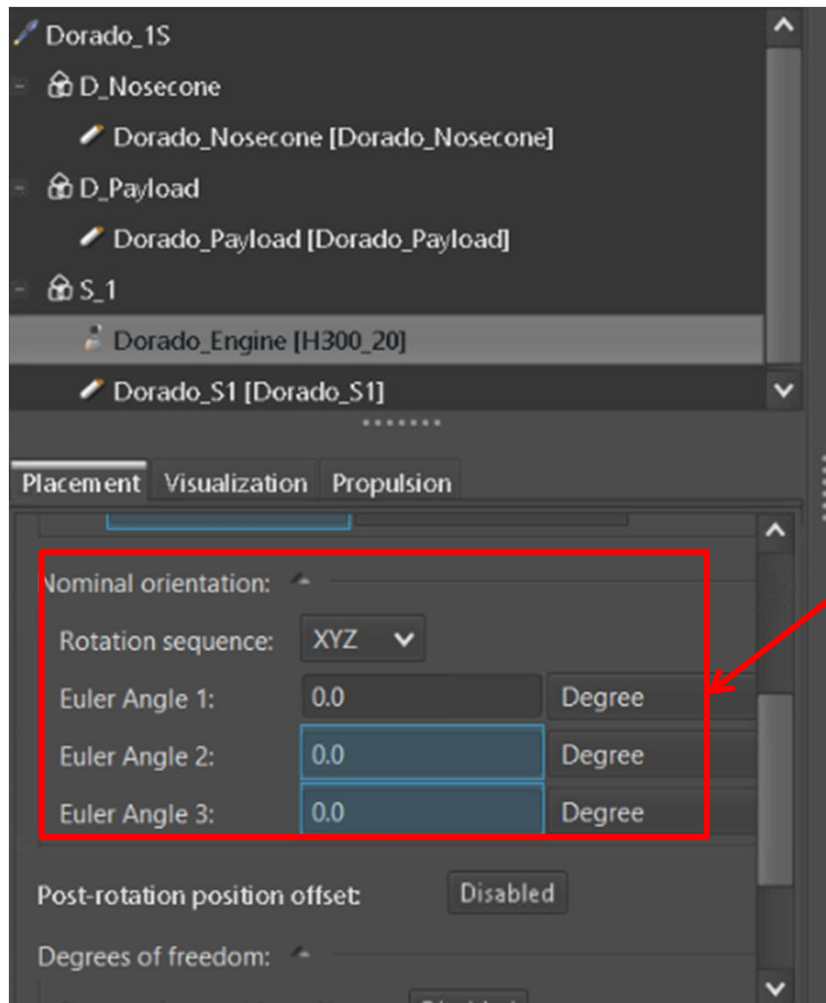 Dorado_1S
D_Nosecone
Dorado_Nosecone [Dorado_Nosecone]
D_Payload
Dorado_Payload [Dorado_Payload]
S_1
Dorado_Engine [H300_20]
Dorado_S1 [Dorado_S1]
Placement Visualization Propulsion
Nominal orientation:
Rotation sequence: XYZ
Euler Angle 1: 0.0 Degree
Euler Angle 2: 0.0 Degree
Euler Angle 3: 0.0 Degree
Post-rotation position offset: Disabled
Degrees of freedom: